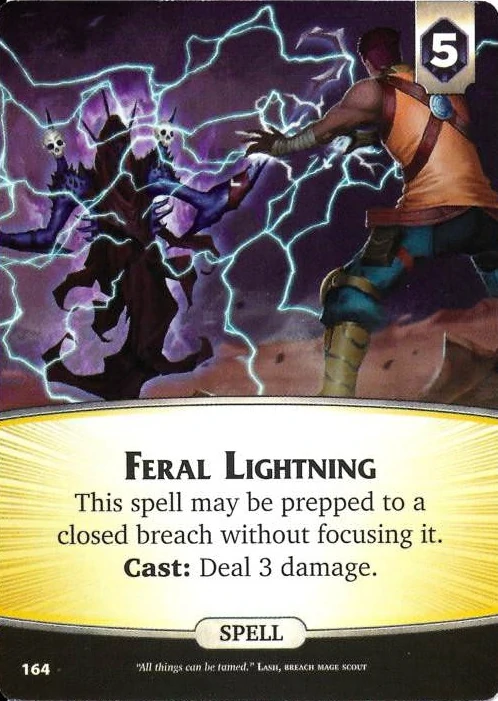 5
FERAL LIGHTNING
This spell may be prepped to a
closed breach without focusing it.
Cast: Deal 3 damage.
SPELL
164
"All things can be tamed." LASH, BREACH MAGE SCOUT